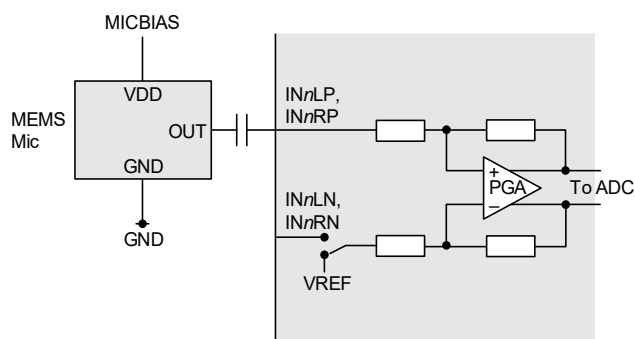 MICBIAS
MEMS
Mic
VDD
OUT
GND
GND
INnLP,
INnRP
INnLN,
INnRN
VREF
+
PGA
–
To ADC